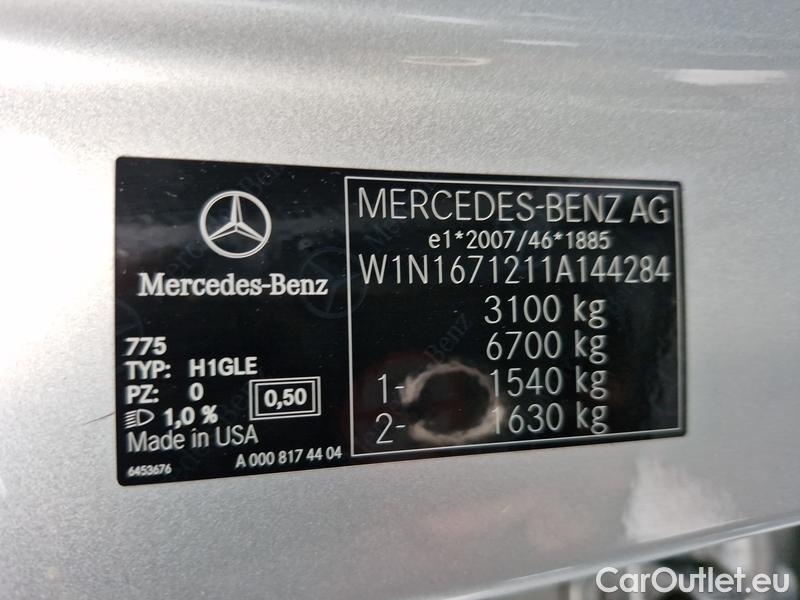 Mercedes-Benz
775
TYP: H1GLE
PZ: 0
1,0 %
0,50
Made in USA
6453676
A 000 817 44 04
MERCEDES-BENZ AG
e1*2007/46*1885
W1N1671211A144284
3100 kg
6700 kg
1- 1540 kg
2- 1630 kg
CarOutlet.eu